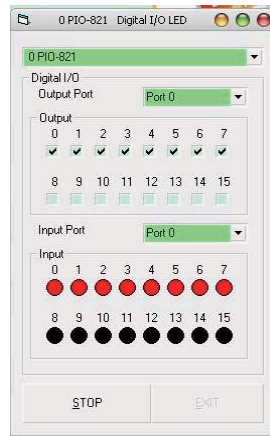 0 PIO-821 Digital I/O LED
0 PIO-821
Digital I/O
Output Port Port 0
Output
0 1 2 3 4 5 6 7
8 9 10 11 12 13 14 15
Input Port Port 0
Input
0 1 2 3 4 5 6 7
8 9 10 11 12 13 14 15
STOP EXIT